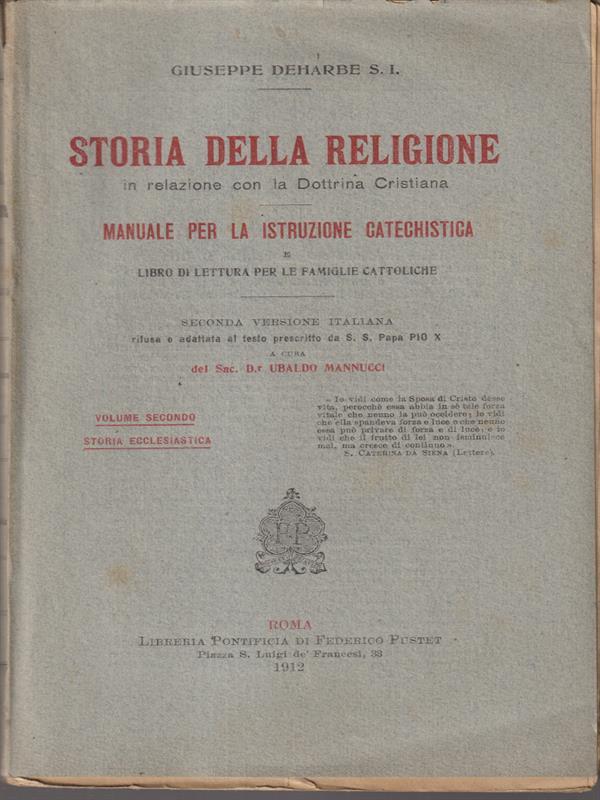 GIUSEPPE DEHARBE S. I.
STORIA DELLA RELIGIONE
in relazione con la Dottrina Cristiana
MANUALE PER LA ISTRUZIONE CATECHISTICA
E
LIBRO DI LETTURA PER LE FAMIGLIE CATTOLICHE
SECONDA VERSIONE ITALIANA
rifusa e adattata al testo prescritto da S. S. Papa PIO X
A CURA
del Sac. D.r UBALDO MANNUCCI
VOLUME SECONDO
STORIA ECCLESIASTICA
« Io vidi come la Sposa di Cristo desse
vita, perocchè essa abbia in sè tale forza
vitale che neuno la può occidere; io vidi
che ella spandeva forza e luce e che neuno
essa può privare di forza e di luce; e io
vidi che il frutto di lei non isminuisce
mai, ma cresce di continuo ».
S. CATERINA DA SIENA (Lettere).
FP
ROMA
LIBRERIA PONTIFICIA DI FEDERICO PUSTET
Piazza S. Luigi de' Francesi, 33
1912